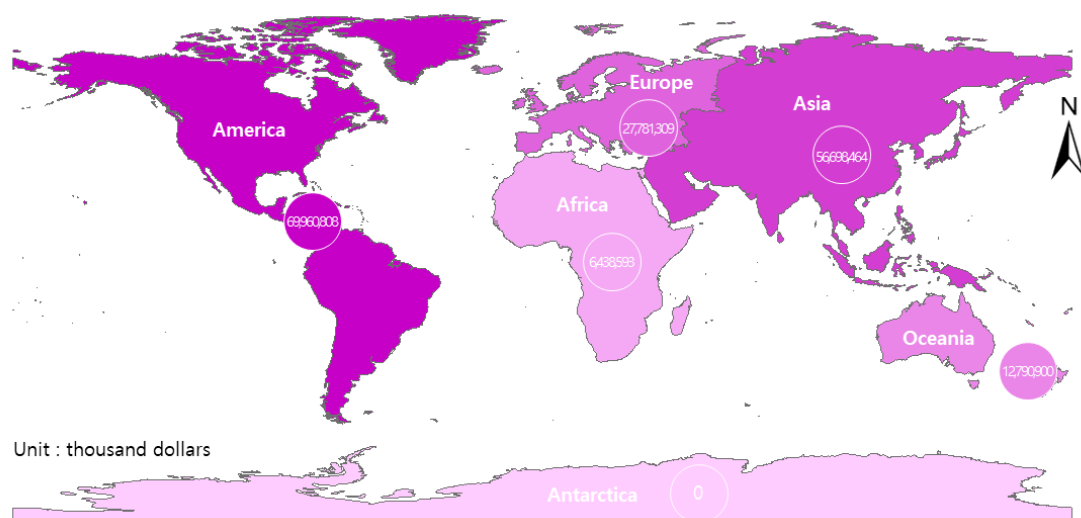 N
Europe
27,781,309
Asia
56,698,464
America
69,960,808
Africa
6,438,593
Oceania
12,790,900
Unit : thousand dollars
Antarctica
0